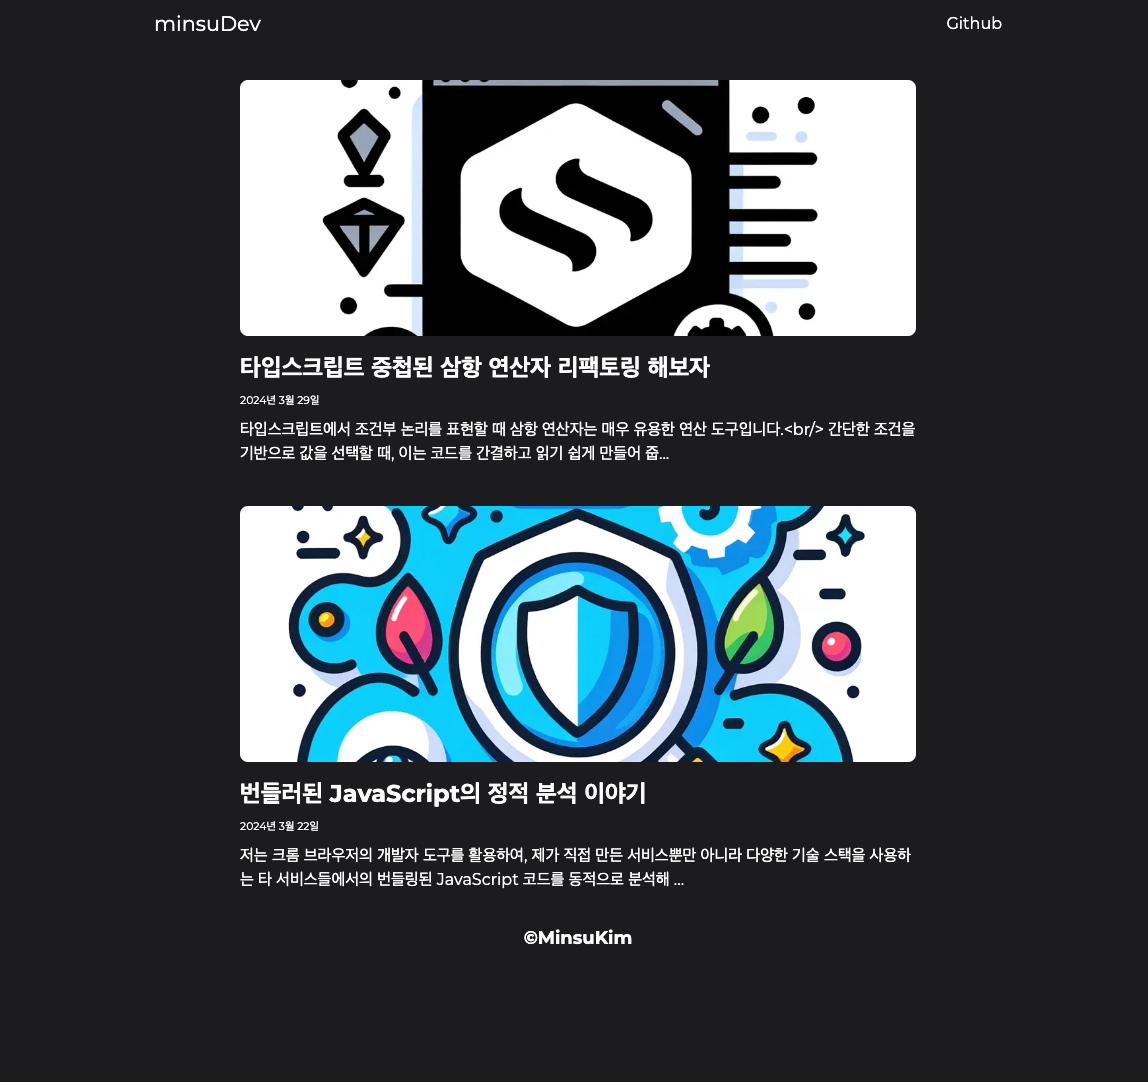 minsuDev
Github
타입스크립트 중첩된 삼항 연산자 리팩토링 해보자
2024년 3월 29일
타입스크립트에서 조건부 논리를 표현할 때 삼항 연산자는 매우 유용한 연산 도구입니다.<br/> 간단한 조건을
기반으로 값을 선택할 때, 이는 코드를 간결하고 읽기 쉽게 만들어 줍...
번들러된 JavaScript의 정적 분석 이야기
2024년 3월 22일
저는 크롬 브라우저의 개발자 도구를 활용하여, 제가 직접 만든 서비스뿐만 아니라 다양한 기술 스택을 사용하
는 타 서비스들에서의 번들링된 JavaScript 코드를 동적으로 분석해 ...
©MinsuKim